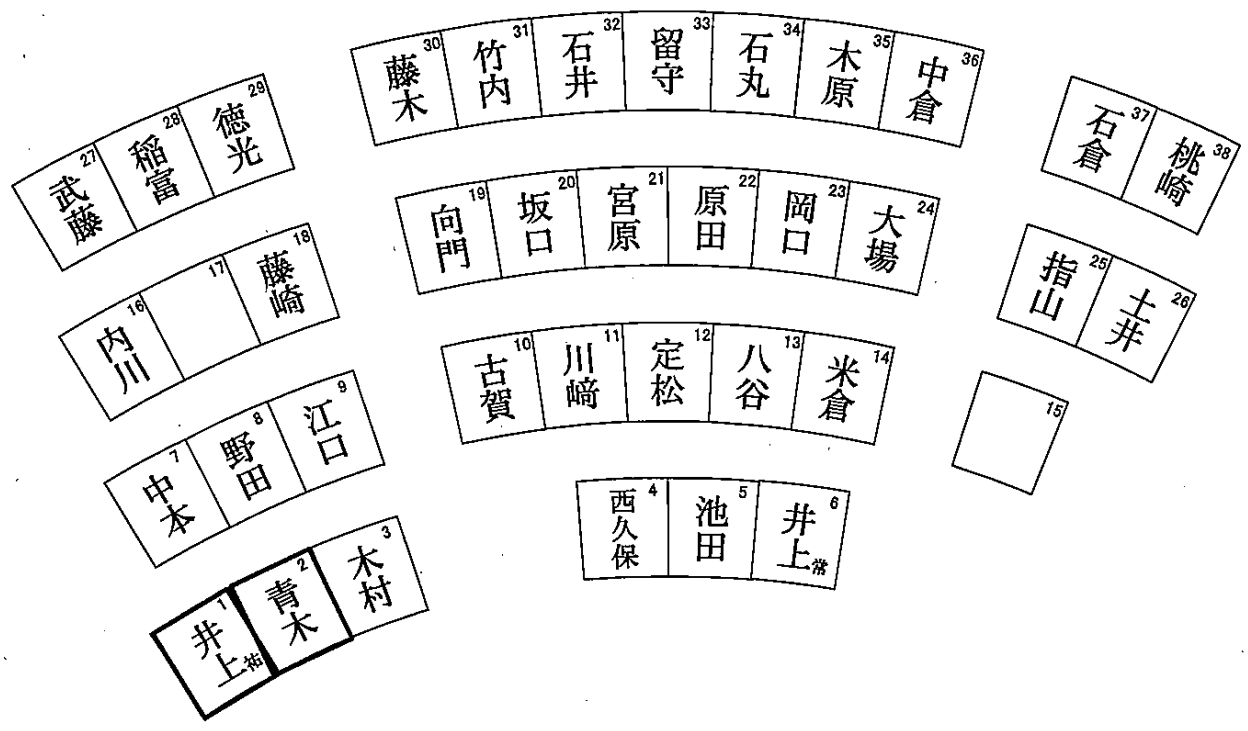 30 藤木
31 竹内
32 石井
33 留守
34 石丸
35 木原
36 中倉
27 武藤
28 稲富
29 徳光
37 石倉
38 桃崎
19 向門
20 坂口
21 宮原
22 原田
23 岡口
24 大場
16 内川
17
18 藤崎
25 指山
26 土井
10 古賀
11 川﨑
12 定松
13 八谷
14 米倉
15
7 中本
8 野田
9 江口
4 西久保
5 池田
6 井上常
1 井上祐
2 青木
3 木村